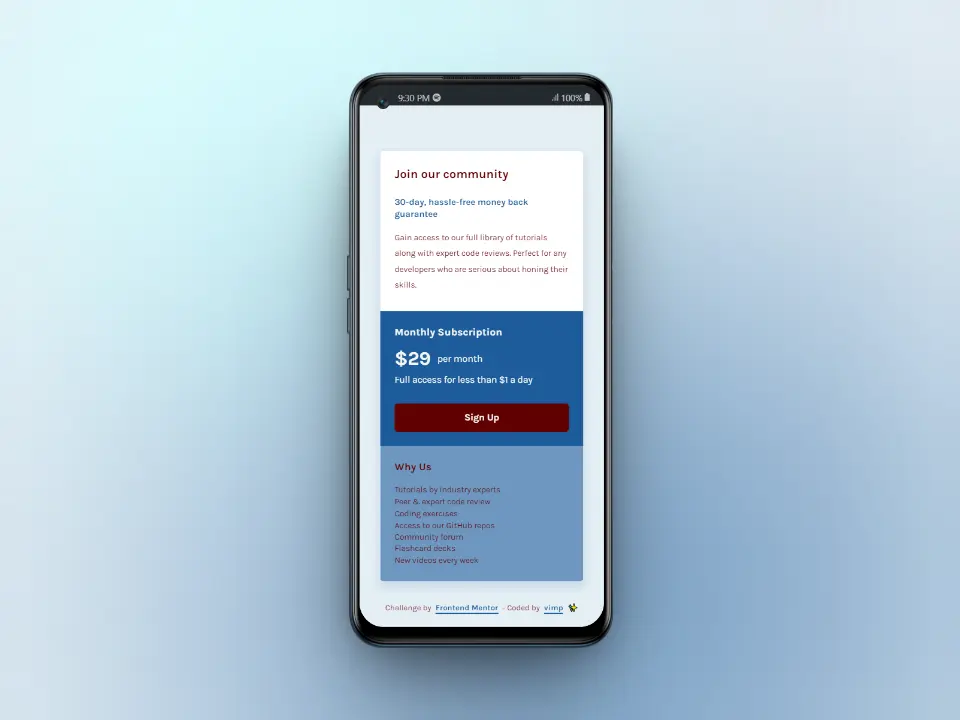 9:30 PM
100%
Join our community
30-day, hassle-free money back
guarantee
Gain access to our full library of tutorials
along with expert code reviews. Perfect for any
developers who are serious about honing their
skills.
Monthly Subscription
$29 per month
Full access for less than $1 a day
Sign Up
Why Us
Tutorials by industry experts
Peer & expert code review
Coding exercises
Access to our GitHub repos
Community forum
Flashcard decks
New videos every week
Challenge by Frontend Mentor - Coded by vimp